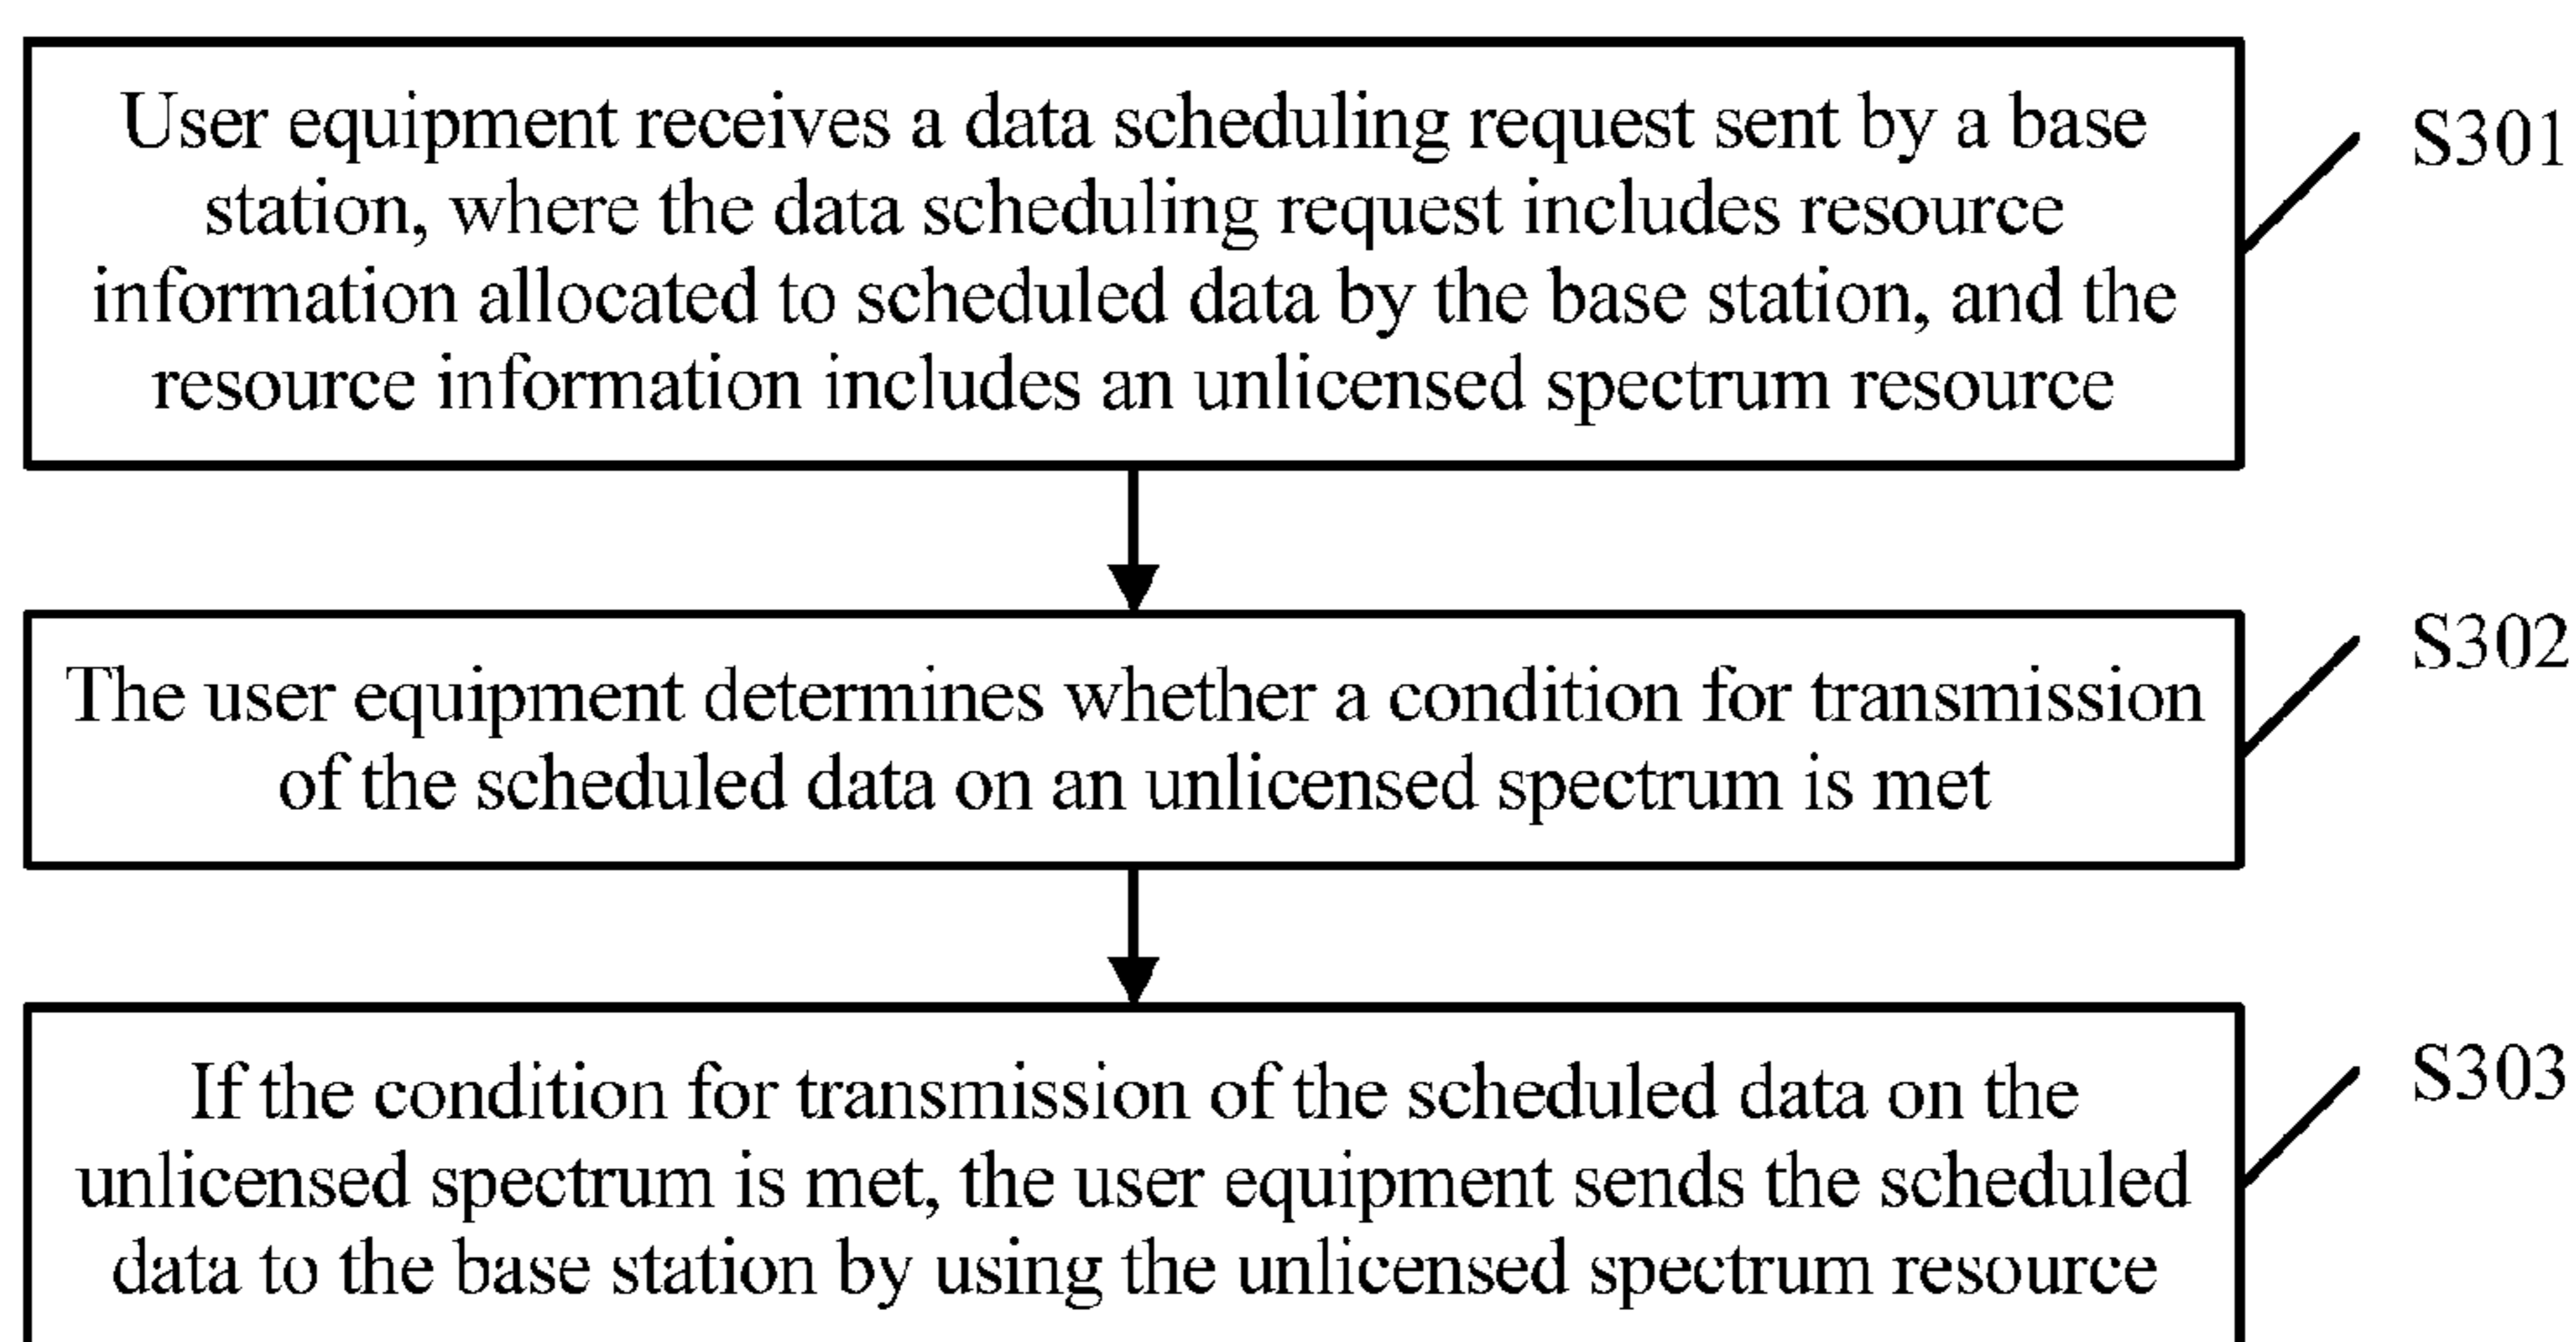 User equipment receives a data scheduling request sent by a base
station, where the data scheduling request includes resource
information allocated to scheduled data by the base station, and the
resource information includes an unlicensed spectrum resource
S301
The user equipment determines whether a condition for transmission
of the scheduled data on an unlicensed spectrum is met
S302
If the condition for transmission of the scheduled data on the
unlicensed spectrum is met, the user equipment sends the scheduled
data to the base station by using the unlicensed spectrum resource
S303